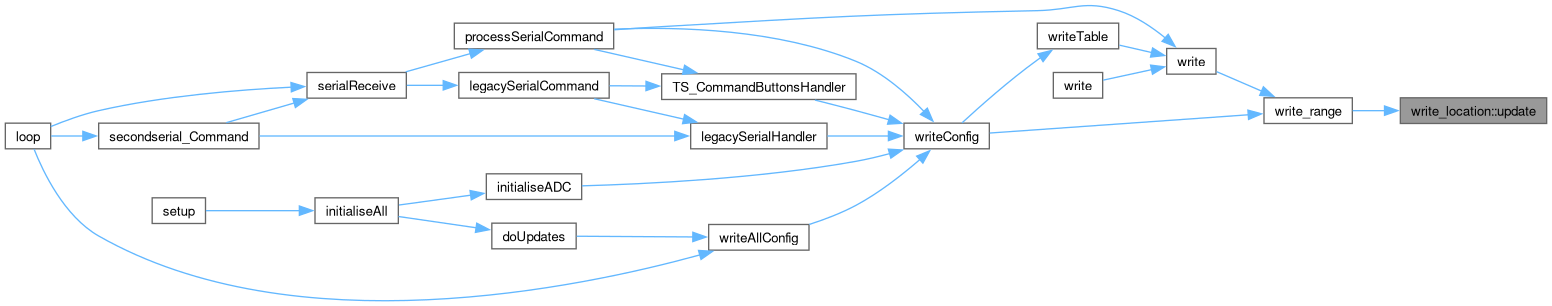 processSerialCommand
writeTable
write
serialReceive
legacySerialCommand
TS_CommandButtonsHandler
write
write_range
write_location::update
loop
secondserial_Command
legacySerialHandler
writeConfig
initialiseADC
setup
initialiseAll
doUpdates
writeAllConfig